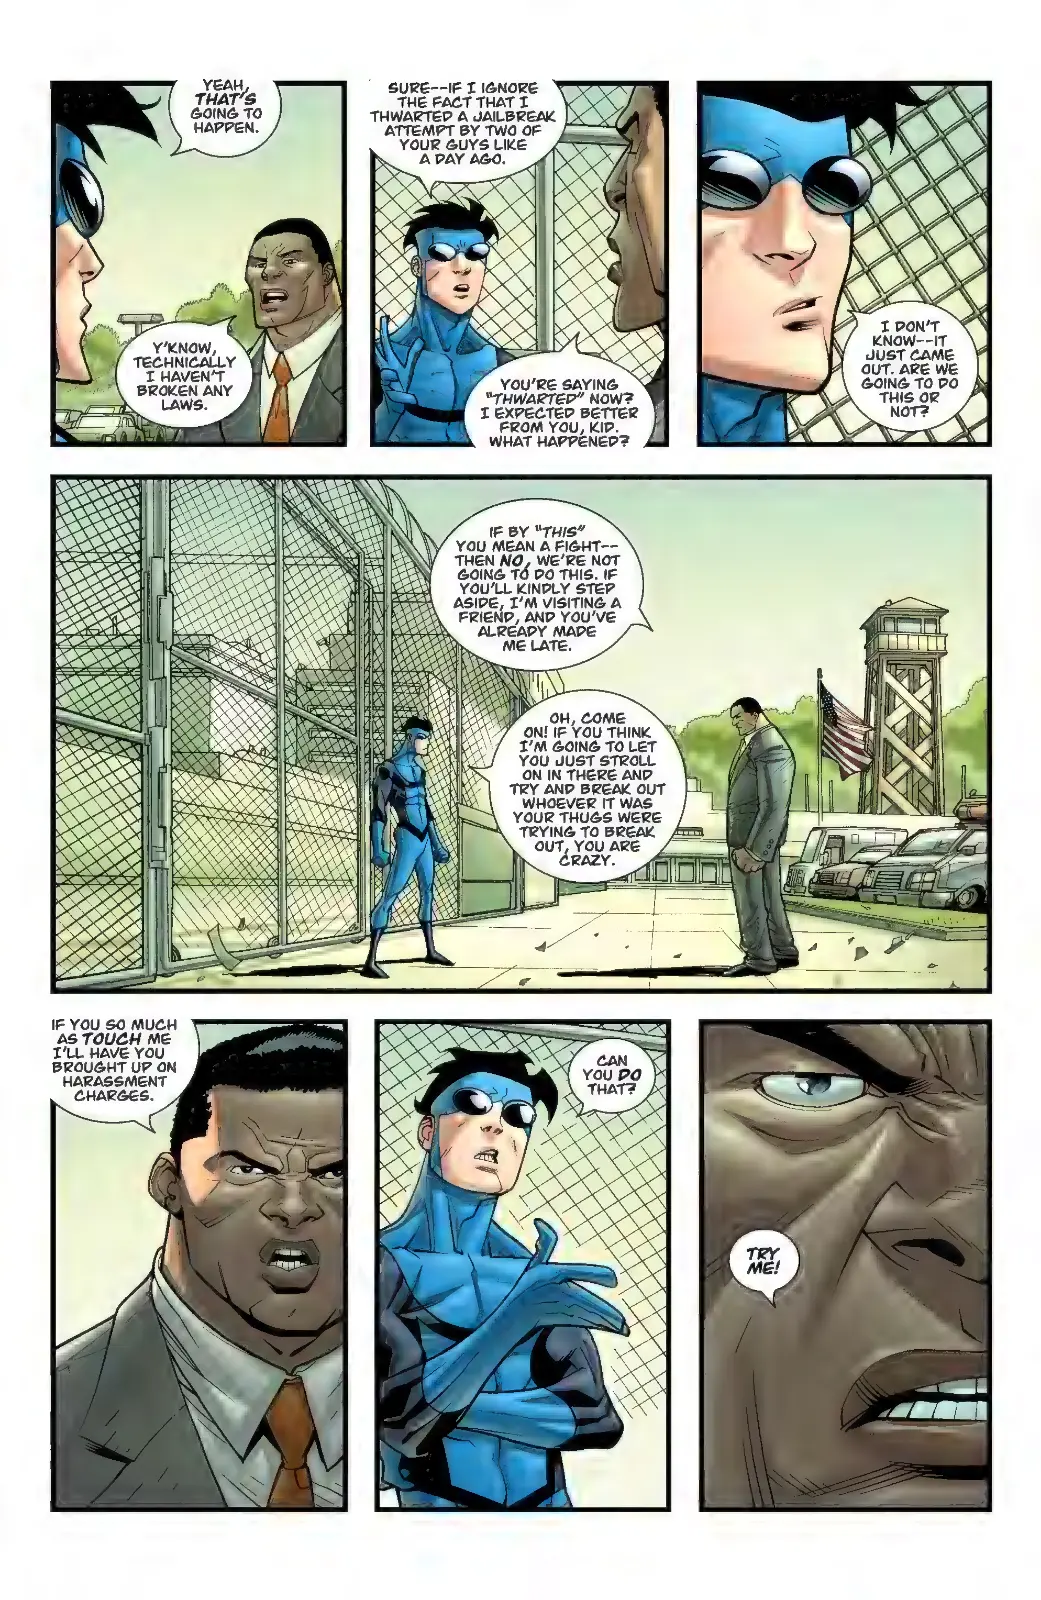 YEAH,
THAT'S
GOING TO
HAPPEN.
Y'KNOW,
TECHNICALLY
I HAVEN'T
BROKEN ANY
LAWS.
SURE--IF I IGNORE
THE FACT THAT I
THWARTED A JAILBREAK
ATTEMPT BY TWO OF
YOUR GUYS LIKE
A DAY AGO.
YOU'RE SAYING
"THWARTED" NOW?
I EXPECTED BETTER
FROM YOU, KID.
WHAT HAPPENED?
I DON'T
KNOW--IT
JUST CAME
OUT. ARE WE
GOING TO DO
THIS OR
NOT?
IF BY "THIS"
YOU MEAN A FIGHT--
THEN NO, WE'RE NOT
GOING TO DO THIS. IF
YOU'LL KINDLY STEP
ASIDE, I'M VISITING A
FRIEND, AND YOU'VE
ALREADY MADE
ME LATE.
OH, COME
ON! IF YOU THINK
I'M GOING TO LET
YOU JUST STROLL
ON IN THERE AND
TRY AND BREAK OUT
WHOEVER IT WAS
YOUR THUGS WERE
TRYING TO BREAK
OUT, YOU ARE
CRAZY.
IF YOU SO MUCH
AS TOUCH ME
I'LL HAVE YOU
BROUGHT UP ON
HARASSMENT
CHARGES.
CAN
YOU DO
THAT?
TRY
ME!